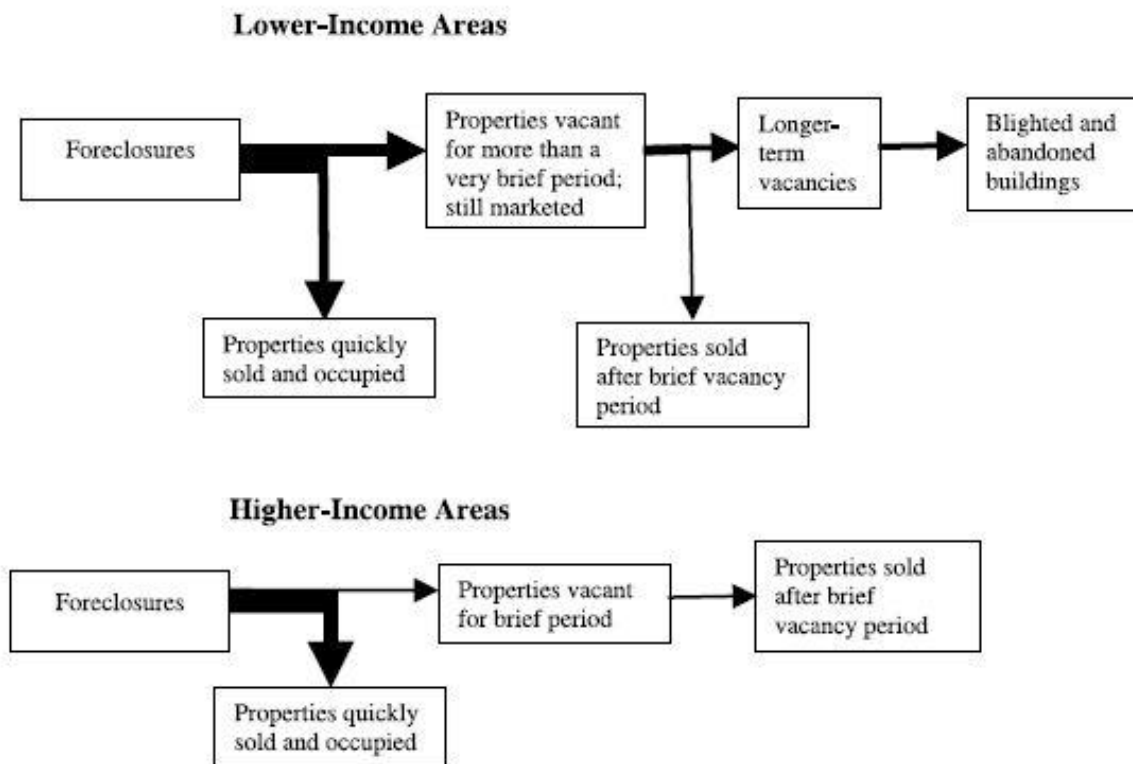 Lower-Income Areas
Foreclosures
Properties vacant
for more than a
very brief period;
still marketed
Longer-
term
vacancies
Blighted and
abandoned
buildings
Properties quickly
sold and occupied
Properties sold
after brief vacancy
period
Higher-Income Areas
Foreclosures
Properties vacant
for brief period
Properties sold
after brief
vacancy period
Properties quickly
sold and occupied